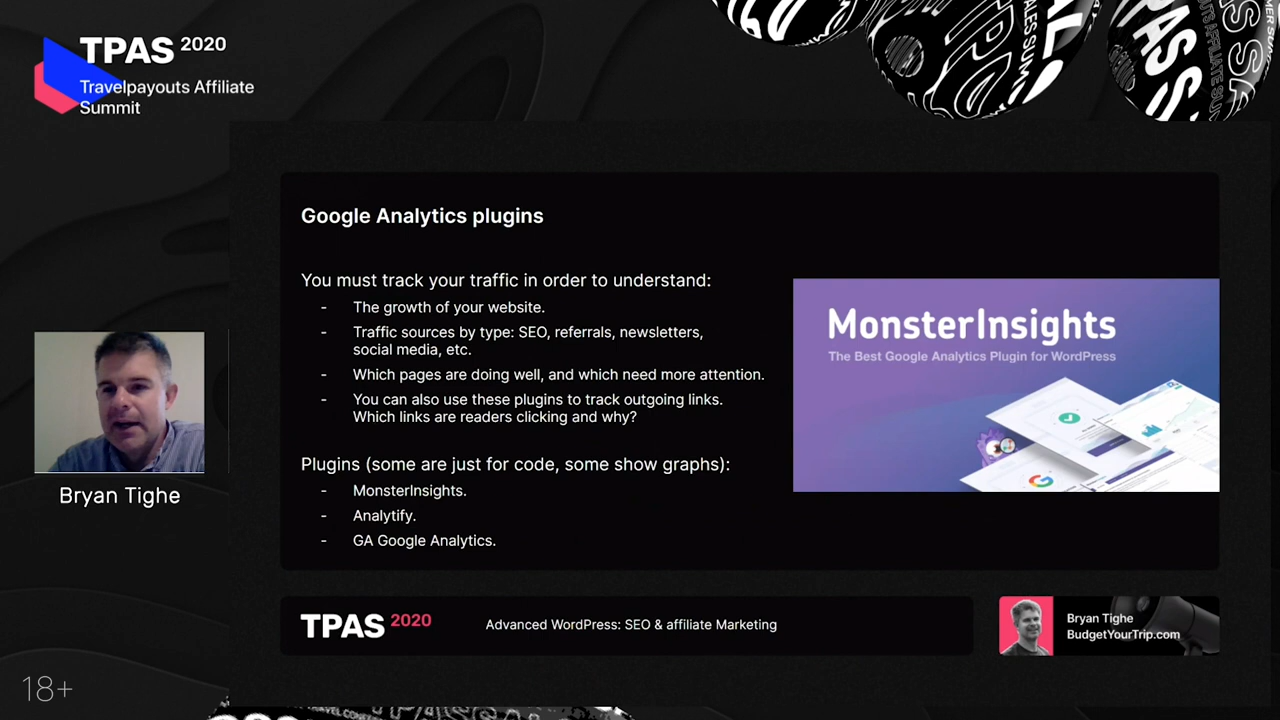 TPAS 2020
Travelpayouts Affiliate
Summit
Google Analytics plugins
You must track your traffic in order to understand:
- The growth of your website.
- Traffic sources by type: SEO, referrals, newsletters,
social media, etc.
- Which pages are doing well, and which need more attention.
- You can also use these plugins to track outgoing links.
Which links are readers clicking and why?
Plugins (some are just for code, some show graphs):
- MonsterInsights.
- Analytify.
- GA Google Analytics.
MonsterInsights
The Best Google Analytics Plugin for WordPress
Bryan Tighe
TPAS 2020
Advanced WordPress: SEO & affiliate Marketing
Bryan Tighe
BudgetYourTrip.com
18+